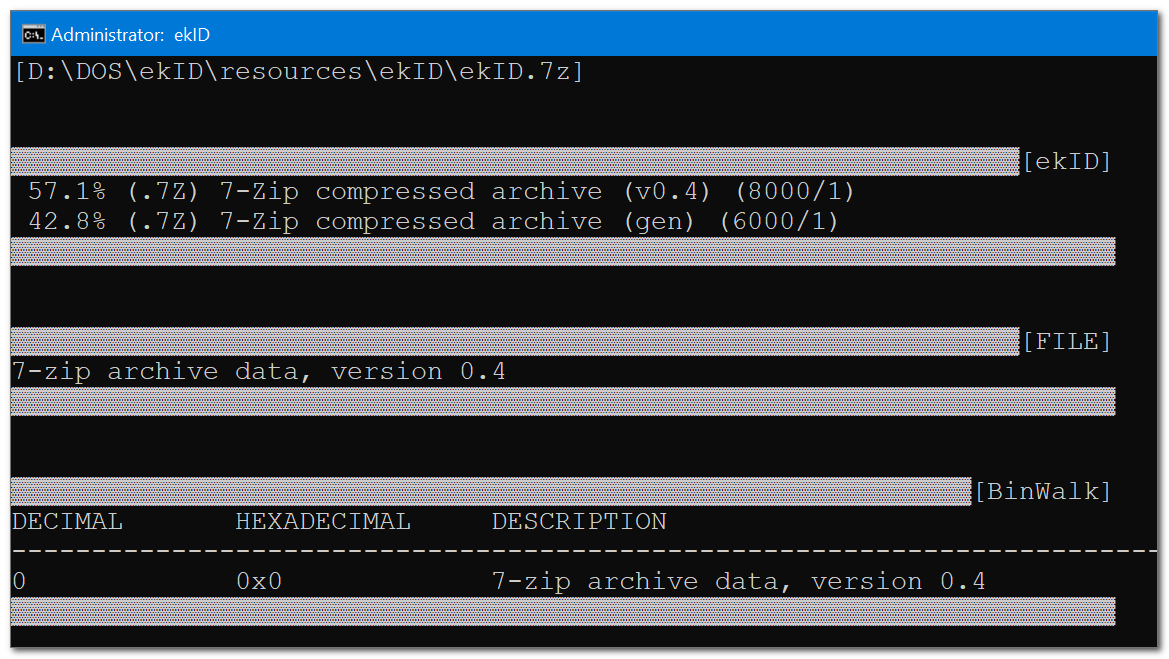 Administrator: ekID
[D:\DOS\ekID\resources\ekID\ekID.7z]
[ekID]
57.1% (.7Z) 7-Zip compressed archive (v0.4) (8000/1)
42.8% (.7Z) 7-Zip compressed archive (gen) (6000/1)
[FILE]
7-zip archive data, version 0.4
[BinWalk]
DECIMAL HEXADECIMAL DESCRIPTION
--------------------------------------------------------------------------------
0 0x0 7-zip archive data, version 0.4